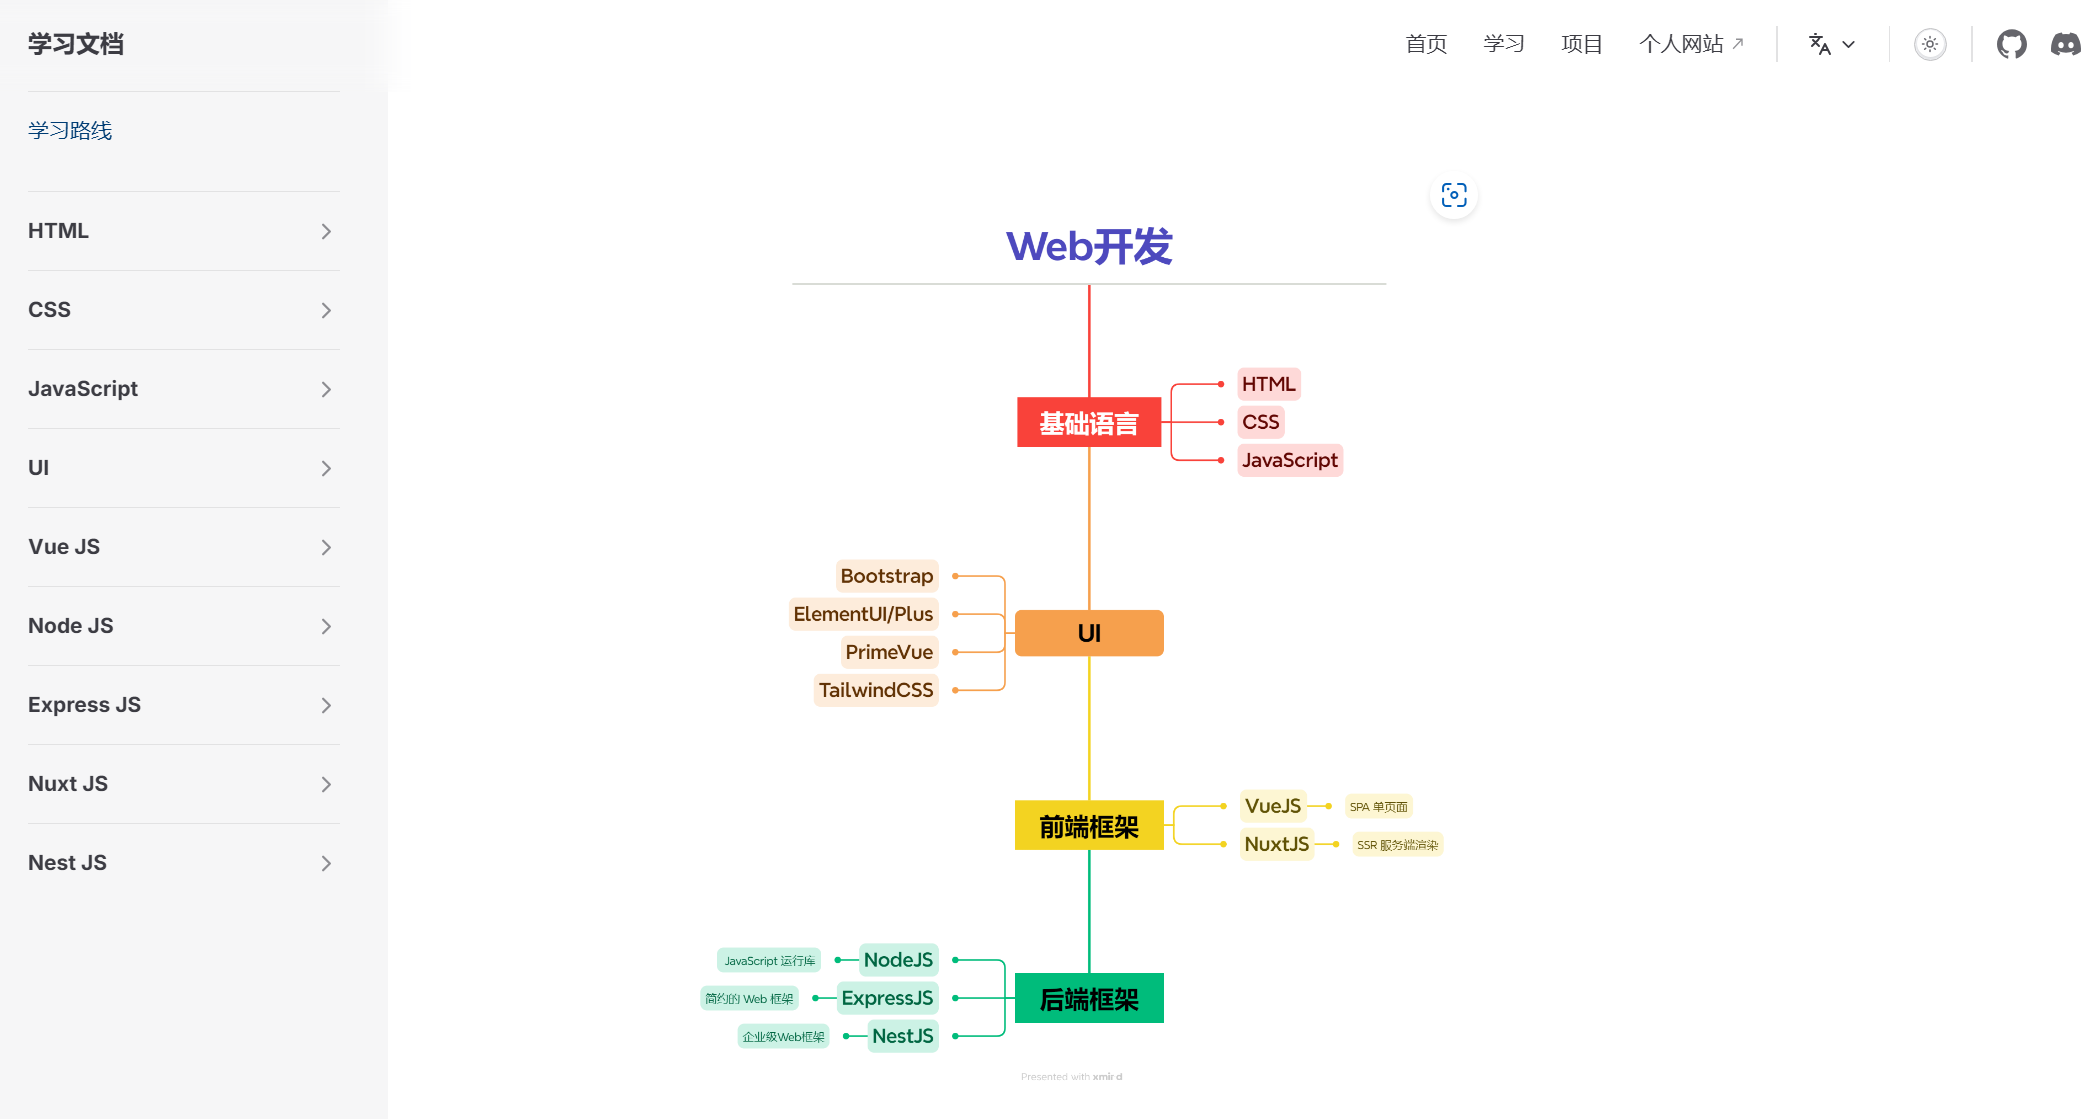 学习文档
首页 学习 项目 个人网站
学习路线
HTML
CSS
JavaScript
UI
Vue JS
Node JS
Express JS
Nuxt JS
Nest JS
Web开发
基础语言
HTML
CSS
JavaScript
Bootstrap
ElementUI/Plus
PrimeVue
TailwindCSS
UI
前端框架
VueJS SPA 单页面
NuxtJS SSR 服务端渲染
JavaScript 运行库 NodeJS
简约的 Web 框架 ExpressJS
企业级Web框架 NestJS
后端框架
Presented with